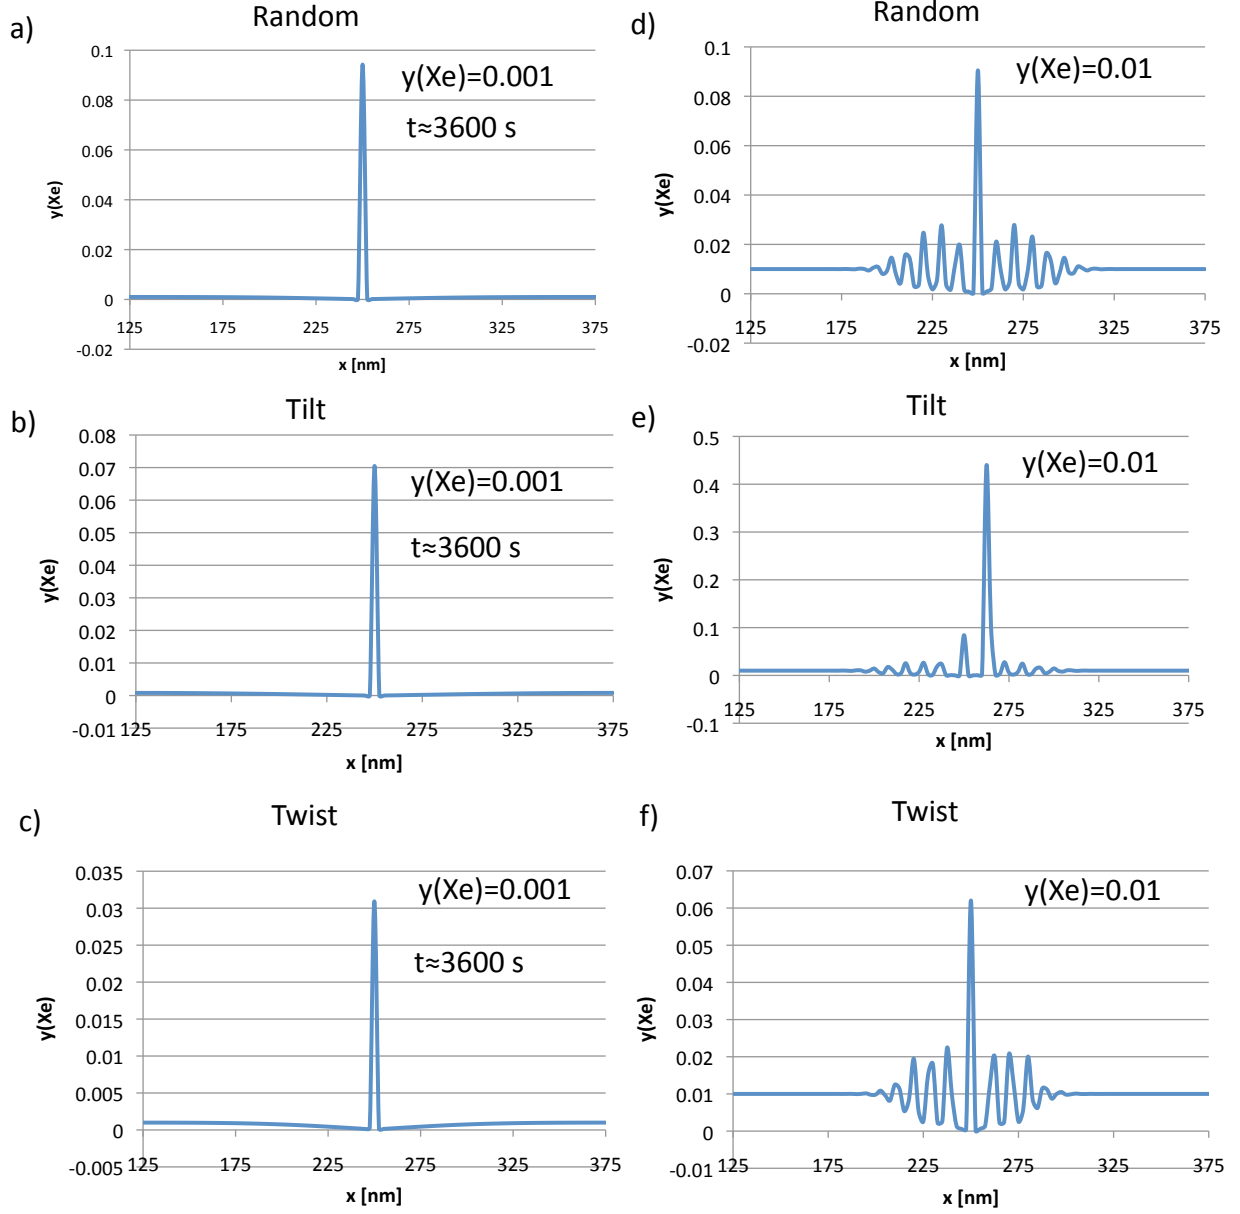 a)
Random
0.1
0.08
0.06
0.04
0.02
0
-0.02
y(Xe)
y(Xe)=0.001
t≈3600 s
125 175 225 275 325 375
x [nm]
d)
Random
0.1
0.08
0.06
0.04
0.02
0
-0.02
y(Xe)
y(Xe)=0.01
125 175 225 275 325 375
x [nm]
b)
Tilt
0.08
0.07
0.06
0.05
0.04
0.03
0.02
0.01
0
-0.01
y(Xe)
y(Xe)=0.001
t≈3600 s
125 175 225 275 325 375
x [nm]
e)
Tilt
0.5
0.4
0.3
0.2
0.1
0
-0.1
y(Xe)
y(Xe)=0.01
125 175 225 275 325 375
x [nm]
c)
Twist
0.035
0.03
0.025
0.02
0.015
0.01
0.005
0
-0.005
y(Xe)
y(Xe)=0.001
t≈3600 s
125 175 225 275 325 375
x [nm]
f)
Twist
0.07
0.06
0.05
0.04
0.03
0.02
0.01
0
-0.01
y(Xe)
y(Xe)=0.01
125 175 225 275 325 375
x [nm]